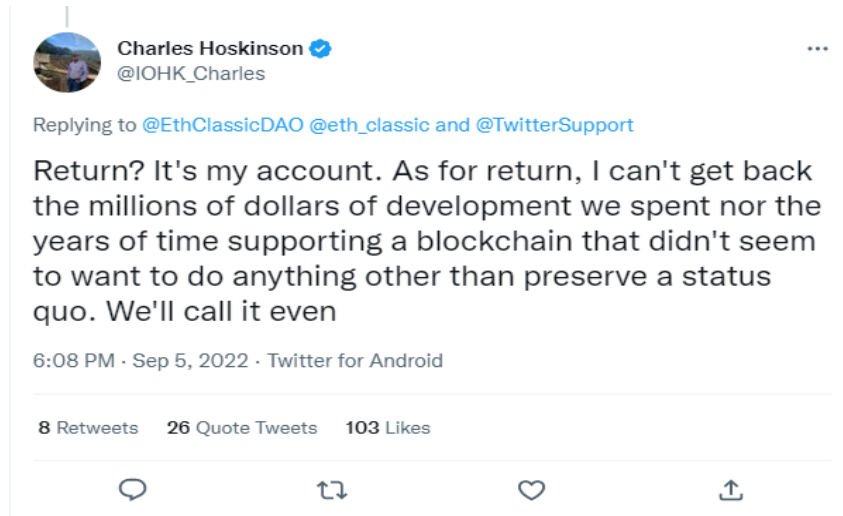 Charles Hoskinson
@IOHK_Charles
Replying to @EthClassicDAO @eth_classic and @TwitterSupport
Return? It's my account. As for return, I can't get back
the millions of dollars of development we spent nor the
years of time supporting a blockchain that didn't seem
to want to do anything other than preserve a status
quo. We'll call it even
6:08 PM · Sep 5, 2022 · Twitter for Android
8 Retweets 26 Quote Tweets 103 Likes